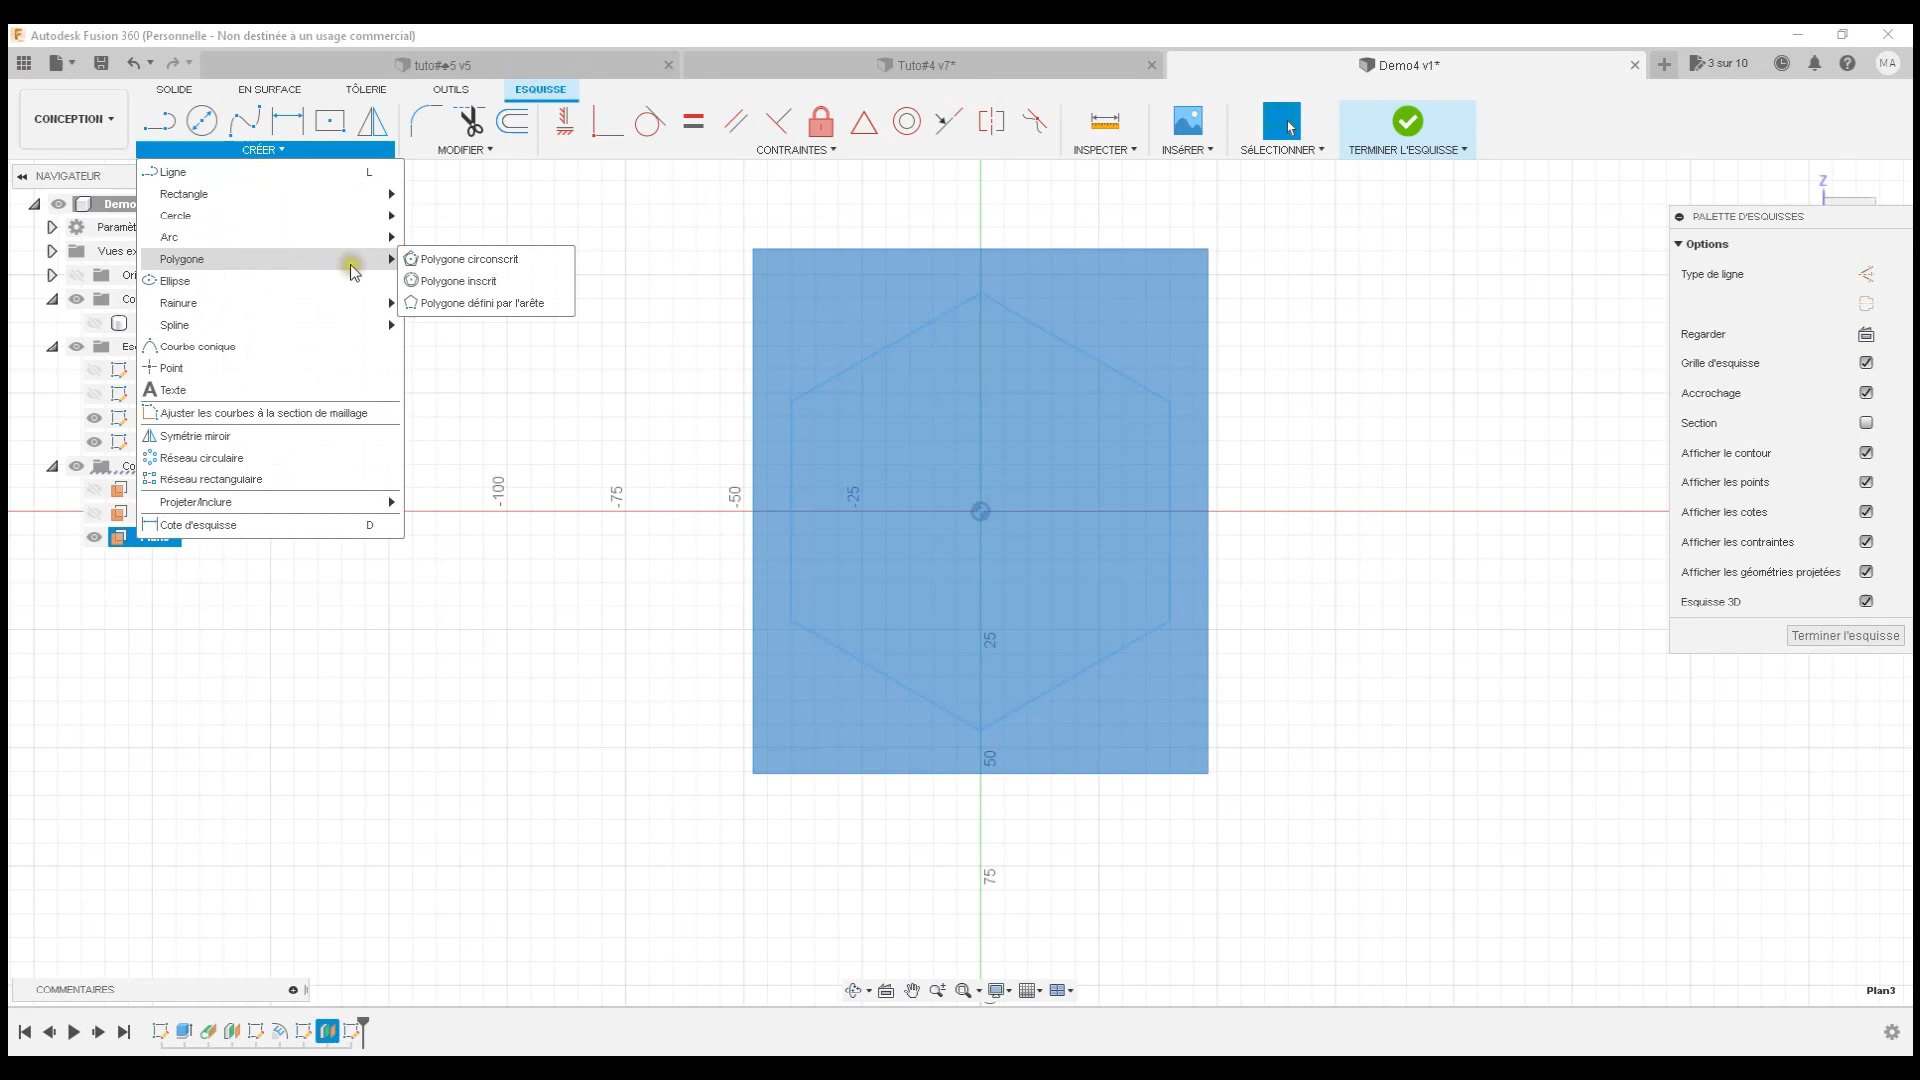 Autodesk Fusion 360 (Personnelle - Non destinée à un usage commercial)
Tuto#4 v7*
Demo4 v1*
3 sur 10
MA
SOLIDE
EN SURFACE
TÔLERIE
OUTILS
ESQUISSE
CONCEPTION
CRÉER
MODIFIER
CONTRAINTES
INSPECTER
INSÉRER
SÉLECTIONNER
TERMINER L'ESQUISSE
NAVIGATEUR
Paramèt
Vues ex
Ori
Co
Es
Co
Ligne L
Rectangle
Cercle
Arc
Polygone
Ellipse
Rainure
Spline
Courbe conique
Point
Texte
Ajuster les courbes à la section de maillage
Symétrie miroir
Réseau circulaire
Réseau rectangulaire
Projeter/Inclure
Cote d'esquisse D
Polygone circonscrit
Polygone inscrit
Polygone défini par l'arête
-100
-75
-50
-25
25
50
75
Z
PALETTE D'ESQUISSES
Options
Type de ligne
Regarder
Grille d'esquisse
Accrochage
Section
Afficher le contour
Afficher les points
Afficher les cotes
Afficher les contraintes
Afficher les géométries projetées
Esquisse 3D
Terminer l'esquisse
COMMENTAIRES
Plan3